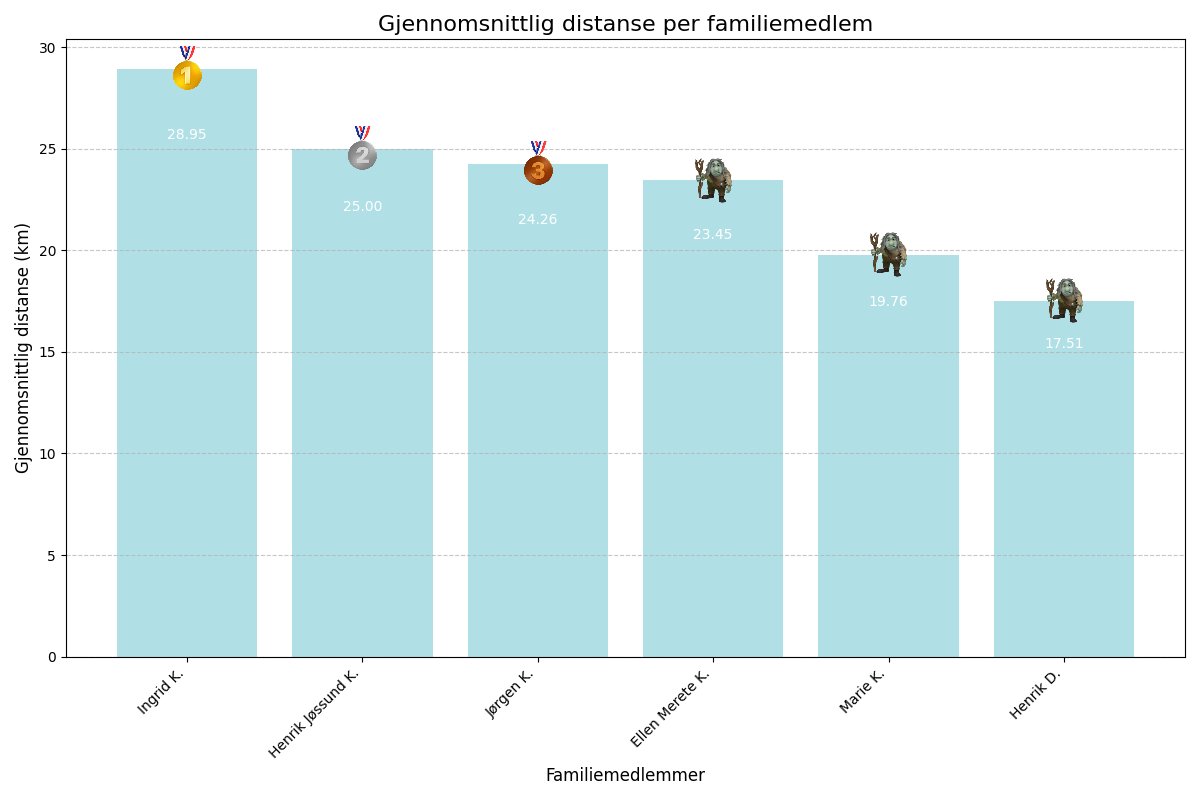 Gjennomsnittlig distanse per familiemedlem
Gjennomsnittlig distanse (km)
30
25
20
15
10
5
0
1
2
3
28.95
25.00
24.26
23.45
19.76
17.51
Ingrid K.
Henrik Jøssund K.
Jørgen K.
Ellen Merete K.
Marie K.
Henrik D.
Familiemedlemmer